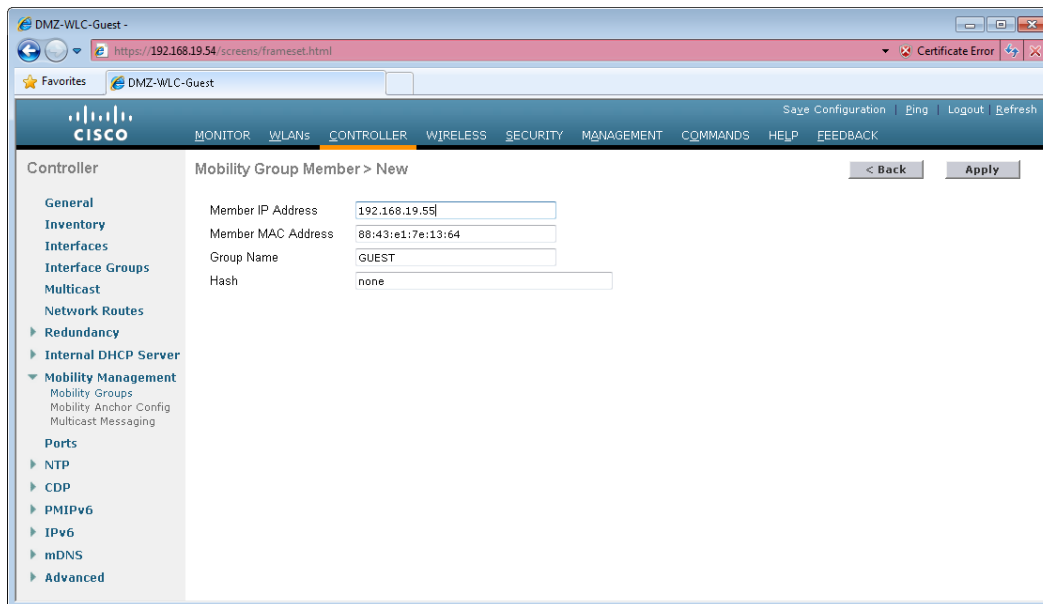 DMZ-WLC-Guest -
https://192.168.19.54/screens/frameset.html
Certificate Error
Favorites
DMZ-WLC-Guest
Save Configuration | Ping | Logout | Refresh
CISCO
MONITOR WLANs CONTROLLER WIRELESS SECURITY MANAGEMENT COMMANDS HELP FEEDBACK
Controller
General
Inventory
Interfaces
Interface Groups
Multicast
Network Routes
Redundancy
Internal DHCP Server
Mobility Management
Mobility Groups
Mobility Anchor Config
Multicast Messaging
Ports
NTP
CDP
PMIPv6
IPv6
mDNS
Advanced
Mobility Group Member > New
< Back
Apply
Member IP Address 192.168.19.55
Member MAC Address 88:43:e1:7e:13:64
Group Name GUEST
Hash none